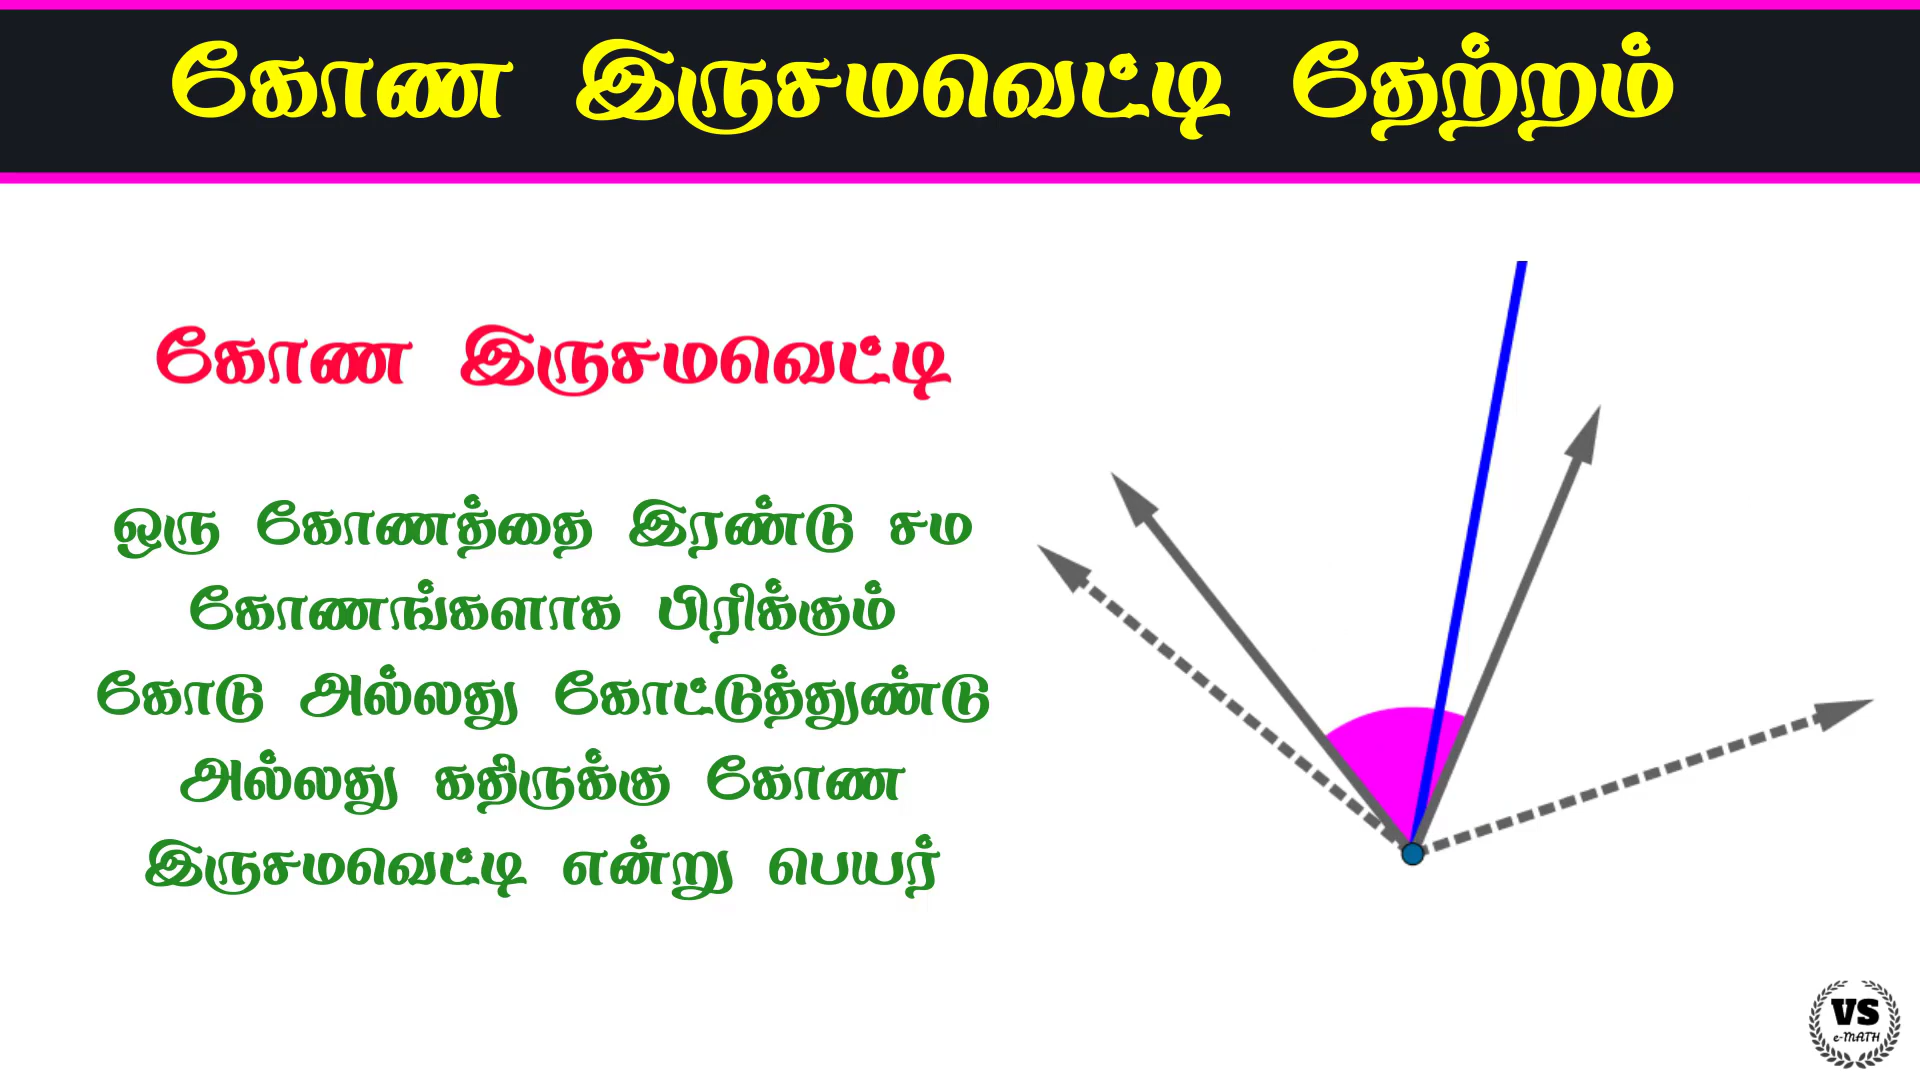 கோண இருசமவெட்டி தேற்றம்
கோண இருசமவெட்டி
ஒரு கோணத்தை இரண்டு சம
கோணங்களாக பிரிக்கும்
கோடு அல்லது கோட்டுத்துண்டு
அல்லது கதிருக்கு கோண
இருசமவெட்டி என்று பெயர்
VS
e-MATH